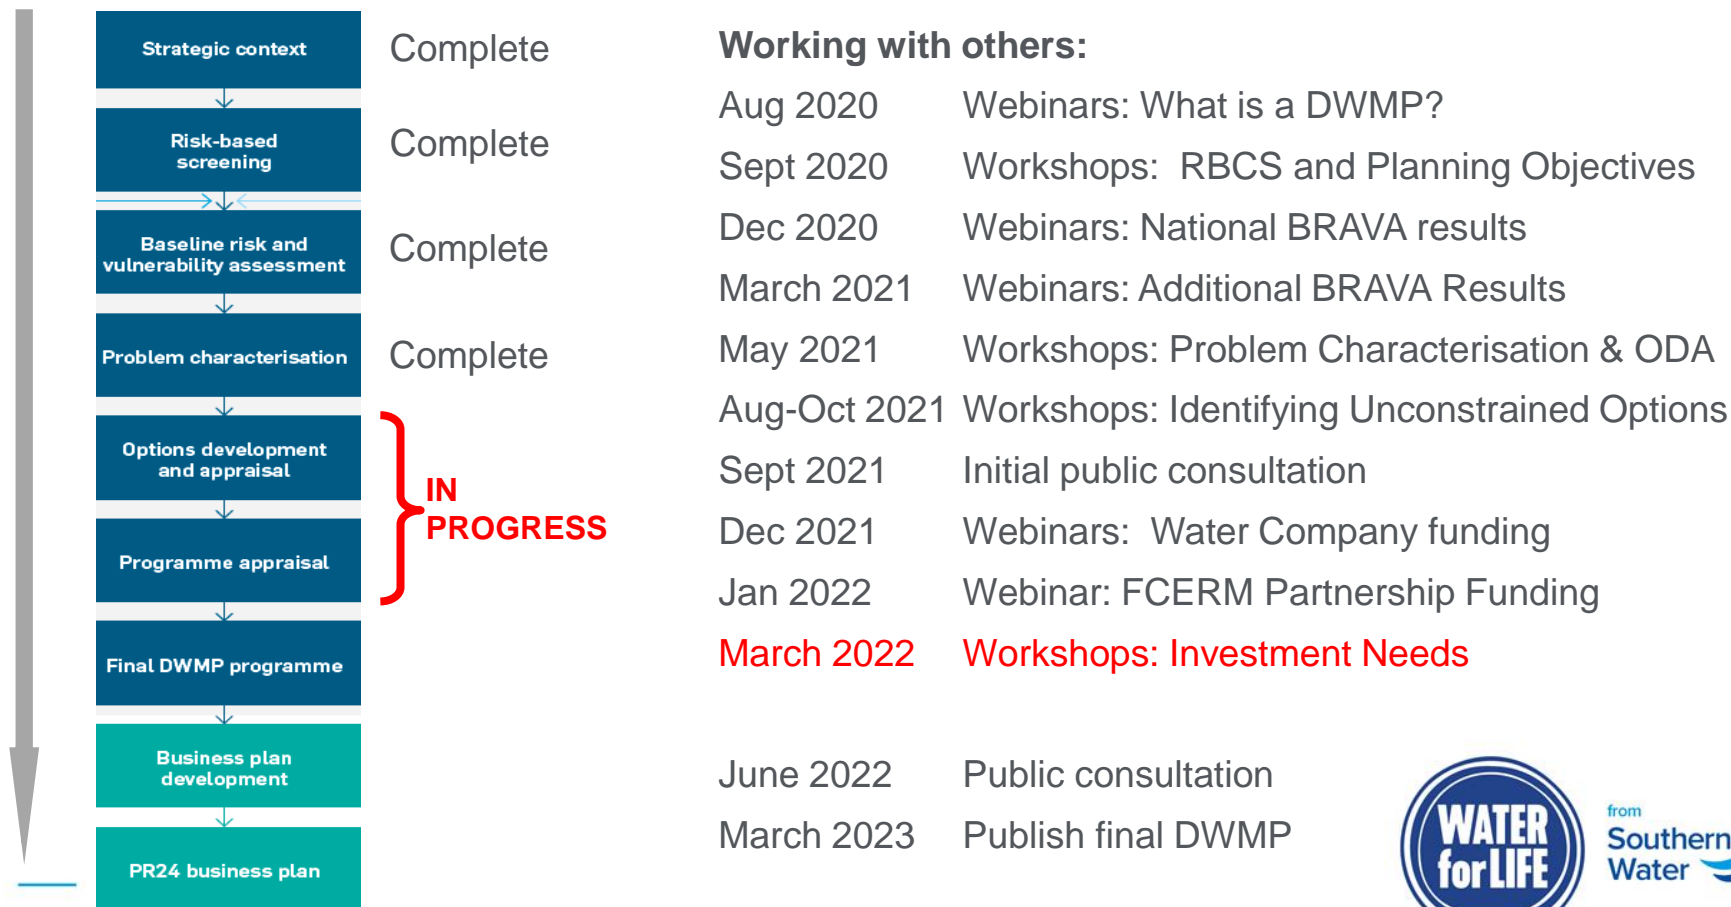 Strategic context
Complete
Risk-based
screening
Complete
Baseline risk and
vulnerability assessment
Complete
Problem characterisation
Complete
Options development
and appraisal
Programme appraisal
IN
PROGRESS
Final DWMP programme
Business plan
development
PR24 business plan
Working with others:
Aug 2020 Webinars: What is a DWMP?
Sept 2020 Workshops: RBCS and Planning Objectives
Dec 2020 Webinars: National BRAVA results
March 2021 Webinars: Additional BRAVA Results
May 2021 Workshops: Problem Characterisation & ODA
Aug-Oct 2021 Workshops: Identifying Unconstrained Options
Sept 2021 Initial public consultation
Dec 2021 Webinars: Water Company funding
Jan 2022 Webinar: FCERM Partnership Funding
March 2022 Workshops: Investment Needs
June 2022 Public consultation
March 2023 Publish final DWMP
WATER
for LIFE
from
Southern
Water